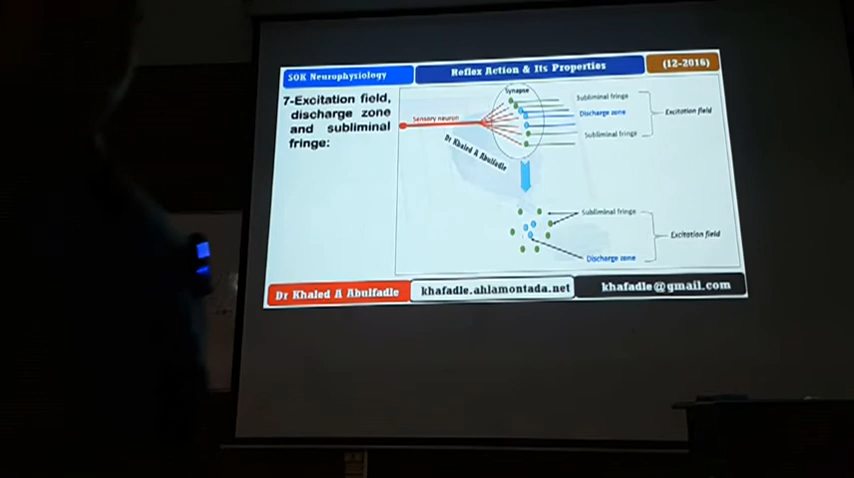 SOK Neurophysiology
Reflex Action & Its Properties
(12-2016)
7-Excitation field,
discharge zone
and subliminal
fringe:
Synapse
Sensory neuron
Subliminal fringe
Discharge zone
Subliminal fringe
Excitation field
Dr Khaled A Abulfadle
Subliminal fringe
Excitation field
Discharge zone
Dr Khaled A Abulfadle
khafadle.ahlamontada.net
khafadle@gmail.com